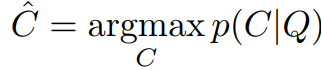 Ĉ = argmax p(C|Q)
C